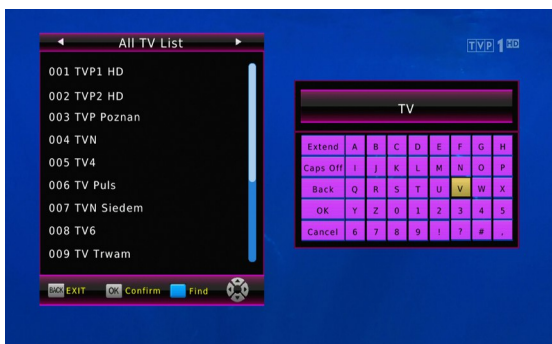 All TV List
001 TVP1 HD
002 TVP2 HD
003 TVP Poznan
004 TVN
005 TV4
006 TV Puls
007 TVN Siedem
008 TV6
009 TV Trwam
BACK EXIT OK Confirm Find
TVP 1 HD
TV
Extend A B C D E F G H
Caps Off I J K L M N O P
Back Q R S T U V W X
OK Y Z 0 1 2 3 4 5
Cancel 6 7 8 9 ! ? # ,